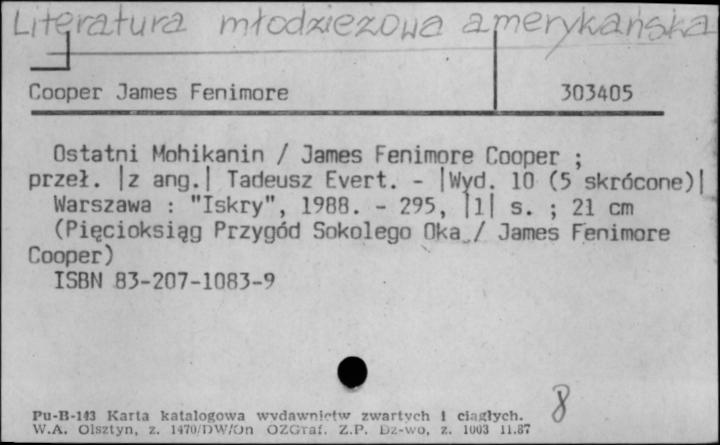 Literatura młodzieżowa amerykańska
Cooper James Fenimore 303405
Ostatni Mohikanin / James Fenimore Cooper ;
przeł. |z ang.| Tadeusz Evert. - |Wyd. 10 (5 skrócone)|
Warszawa : "Iskry", 1988. - 295, |1| s. ; 21 cm
(Pięcioksiąg Przygód Sokolego Oka / James Fenimore
Cooper)
ISBN 83-207-1083-9
8
Pu-B-143 Karta katalogowa wydawnictw zwartych i ciągłych.
W.A. Olsztyn, z. 1470/DW/On OZGraf. Z.P. Dz-wo, z. 1003 11.87